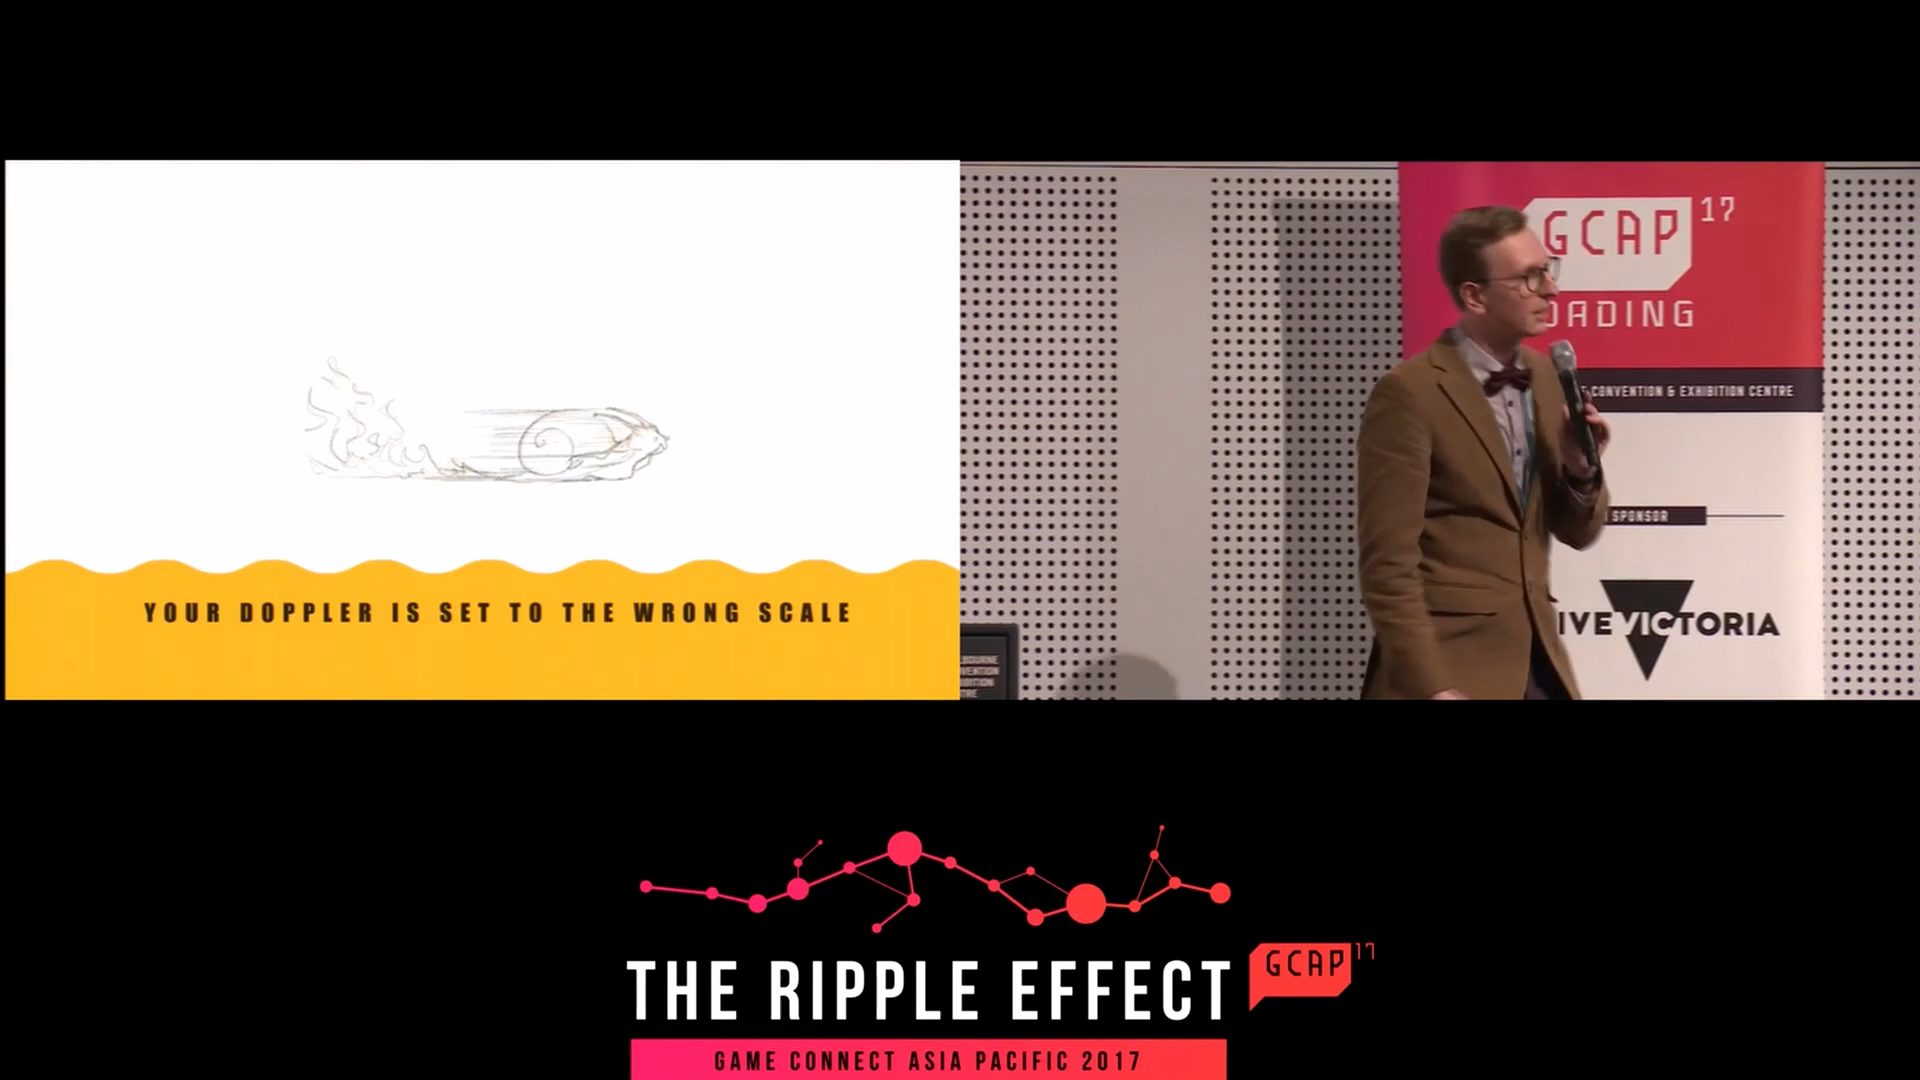 YOUR DOPPLER IS SET TO THE WRONG SCALE
GCAP 17
OADING
CONVENTION & EXHIBITION CENTRE
SPONSOR
IVE VICTORIA
THE RIPPLE EFFECT
GCAP 17
GAME CONNECT ASIA PACIFIC 2017